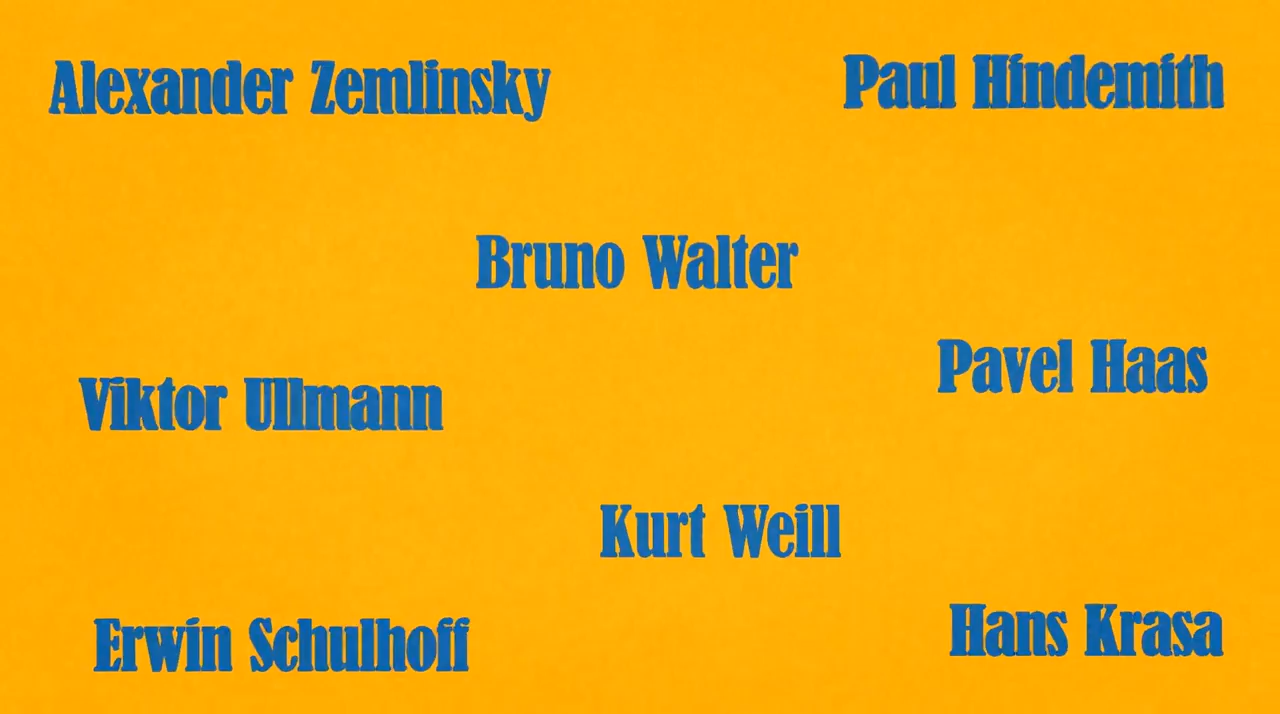 Alexander Zemlinsky
Paul Hindemith
Bruno Walter
Pavel Haas
Viktor Ullmann
Kurt Weill
Hans Krasa
Erwin Schulhoff